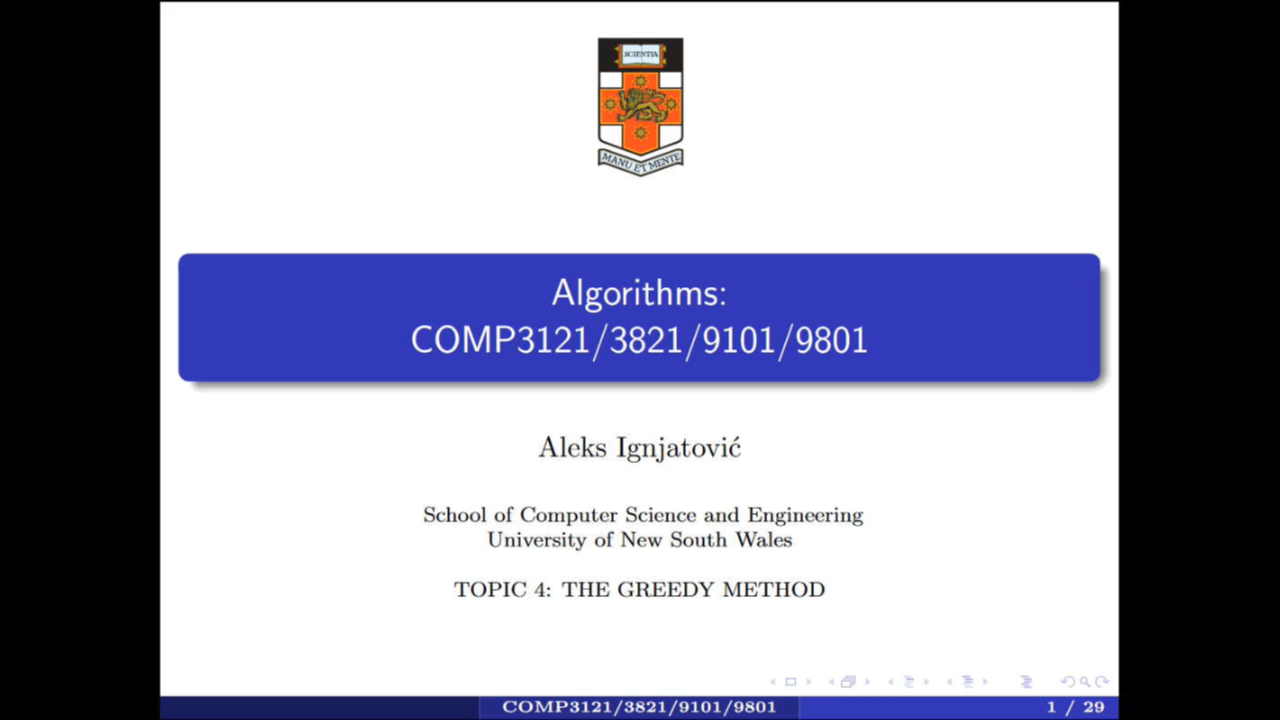 SCIENTIA
MANU ET MENTE
Algorithms:
COMP3121/3821/9101/9801
Aleks Ignjatović
School of Computer Science and Engineering
University of New South Wales
TOPIC 4: THE GREEDY METHOD
COMP3121/3821/9101/9801
1 / 29